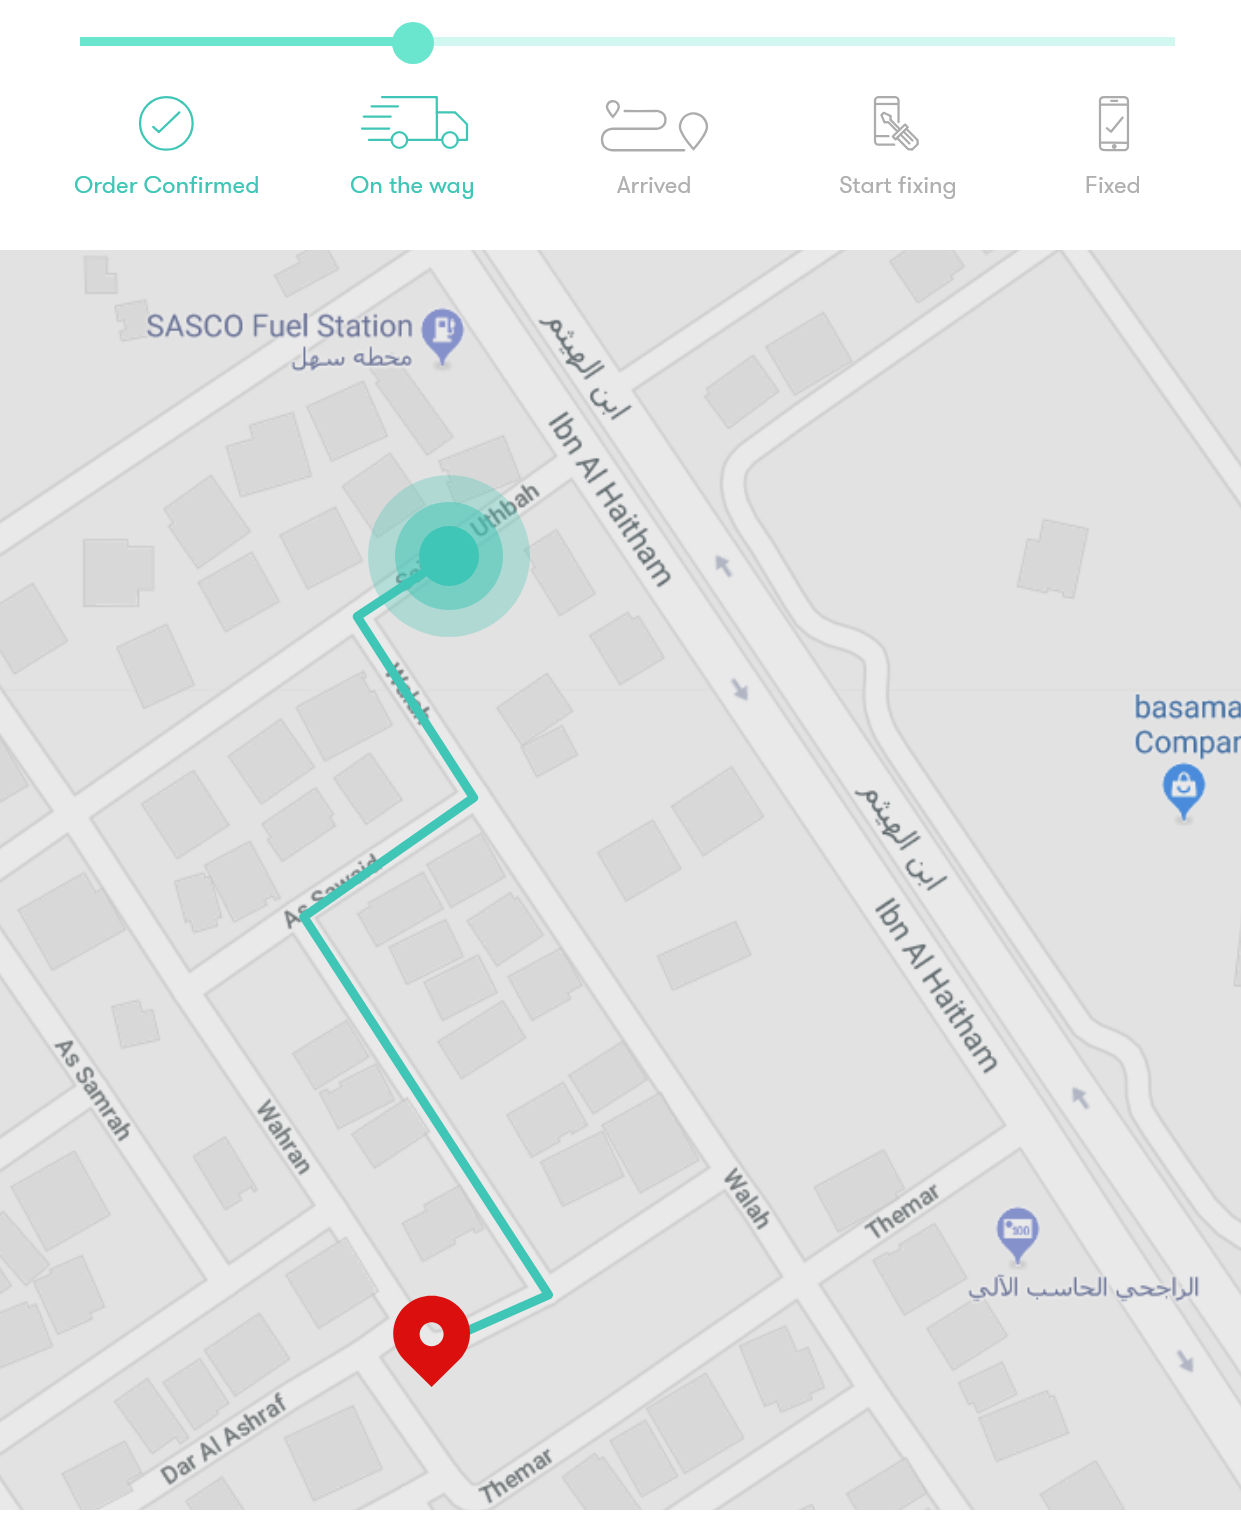 Order Confirmed
On the way
Arrived
Start fixing
Fixed
SASCO Fuel Station
محطه سهل
ابن الهيثم
Ibn Al Haitham
Uthbah
Walah
basama
Compar
ابن الهيثم
Ibn Al Haitham
As Sawaid
As Samrah
Wahran
Walah
Themar
100
الراجحي الحاسب الآلي
Dar Al Ashraf
Themar